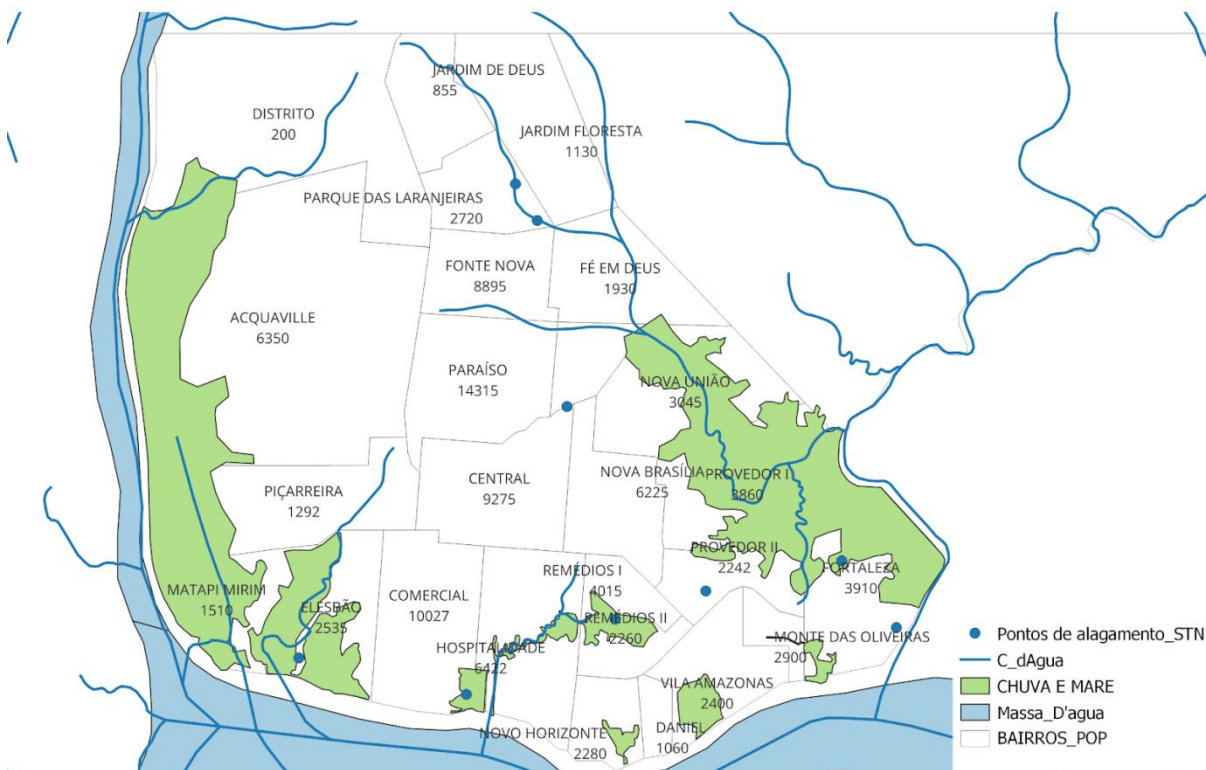 JARDIM DE DEUS
855
DISTRITO
200
JARDIM FLORESTA
1130
PARQUE DAS LARANJEIRAS
2720
FONTE NOVA
8895
FÉ EM DEUS
1930
ACQUAVILLE
6350
PARAÍSO
14315
NOVA UNIÃO
3045
PIÇARREIRA
1292
CENTRAL
9275
NOVA BRASÍLIA
6225
PROVEDOR I
3860
PROVEDOR II
2242
MATAPI MIRIM
1510
ELESBÃO
2535
COMERCIAL
10027
REMÉDIOS I
4015
FORTALEZA
3910
REMÉDIOS II
2260
HOSPITALIDADE
6422
MONTE DAS OLIVEIRAS
2900
VILA AMAZONAS
2400
NOVO HORIZONTE
2280
DANIEL
1060
Pontos de alagamento_STN
C_dAgua
CHUVA E MARE
Massa_D'agua
BAIRROS_POP